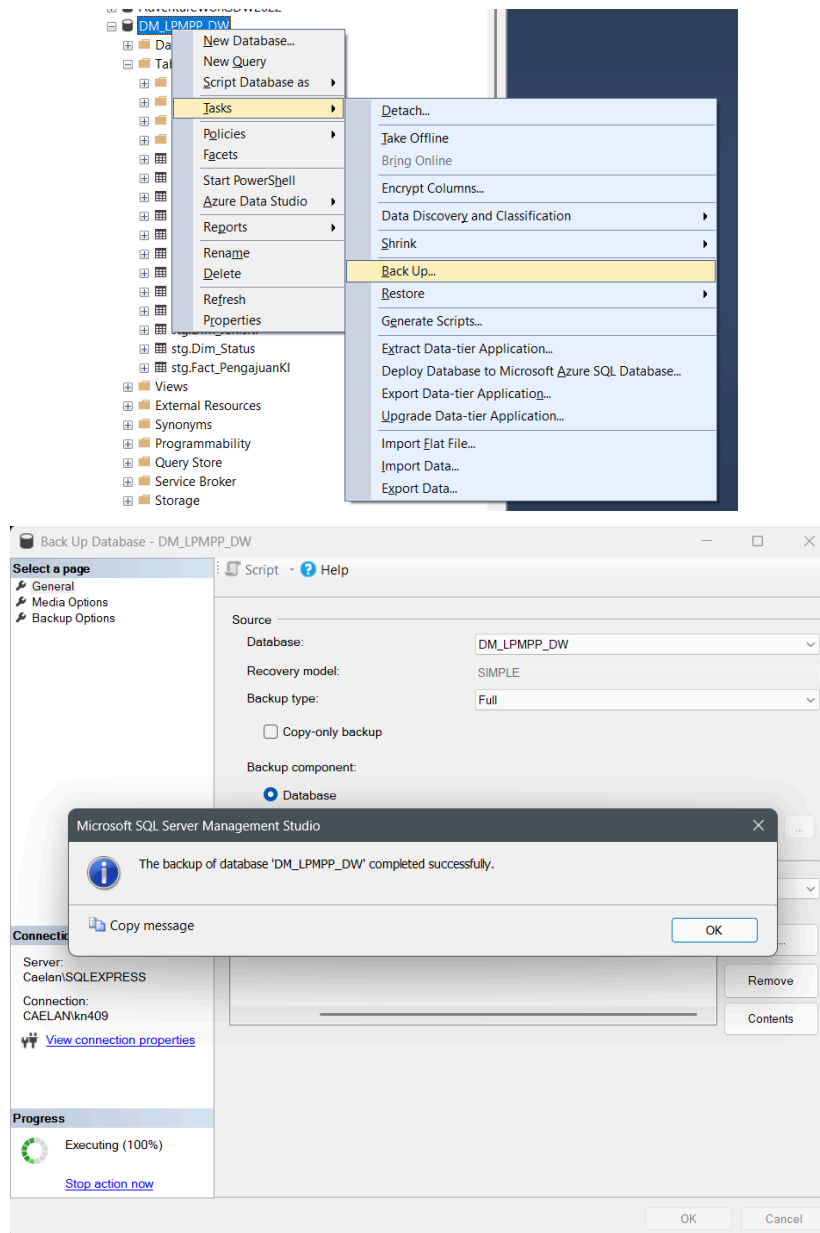 DM_LPMPP_DW
New Database...
New Query
Script Database as
Tasks
Policies
Facets
Start PowerShell
Azure Data Studio
Reports
Rename
Delete
Refresh
Properties
Detach...
Take Offline
Bring Online
Encrypt Columns...
Data Discovery and Classification
Shrink
Back Up...
Restore
Generate Scripts...
Extract Data-tier Application...
Deploy Database to Microsoft Azure SQL Database...
Export Data-tier Application...
Upgrade Data-tier Application...
Import Flat File...
Import Data...
Export Data...
stg.Dim_Status
stg.Fact_PengajuanKI
Views
External Resources
Synonyms
Programmability
Query Store
Service Broker
Storage
Back Up Database - DM_LPMPP_DW
Select a page
General
Media Options
Backup Options
Script
Help
Source
Database:
DM_LPMPP_DW
Recovery model:
SIMPLE
Backup type:
Full
Copy-only backup
Backup component:
Database
Microsoft SQL Server Management Studio
The backup of database 'DM_LPMPP_DW' completed successfully.
Copy message
OK
Server:
Caelan\SQLEXPRESS
Connection:
CAELAN\kn409
View connection properties
Remove
Contents
Progress
Executing (100%)
Stop action now
OK
Cancel